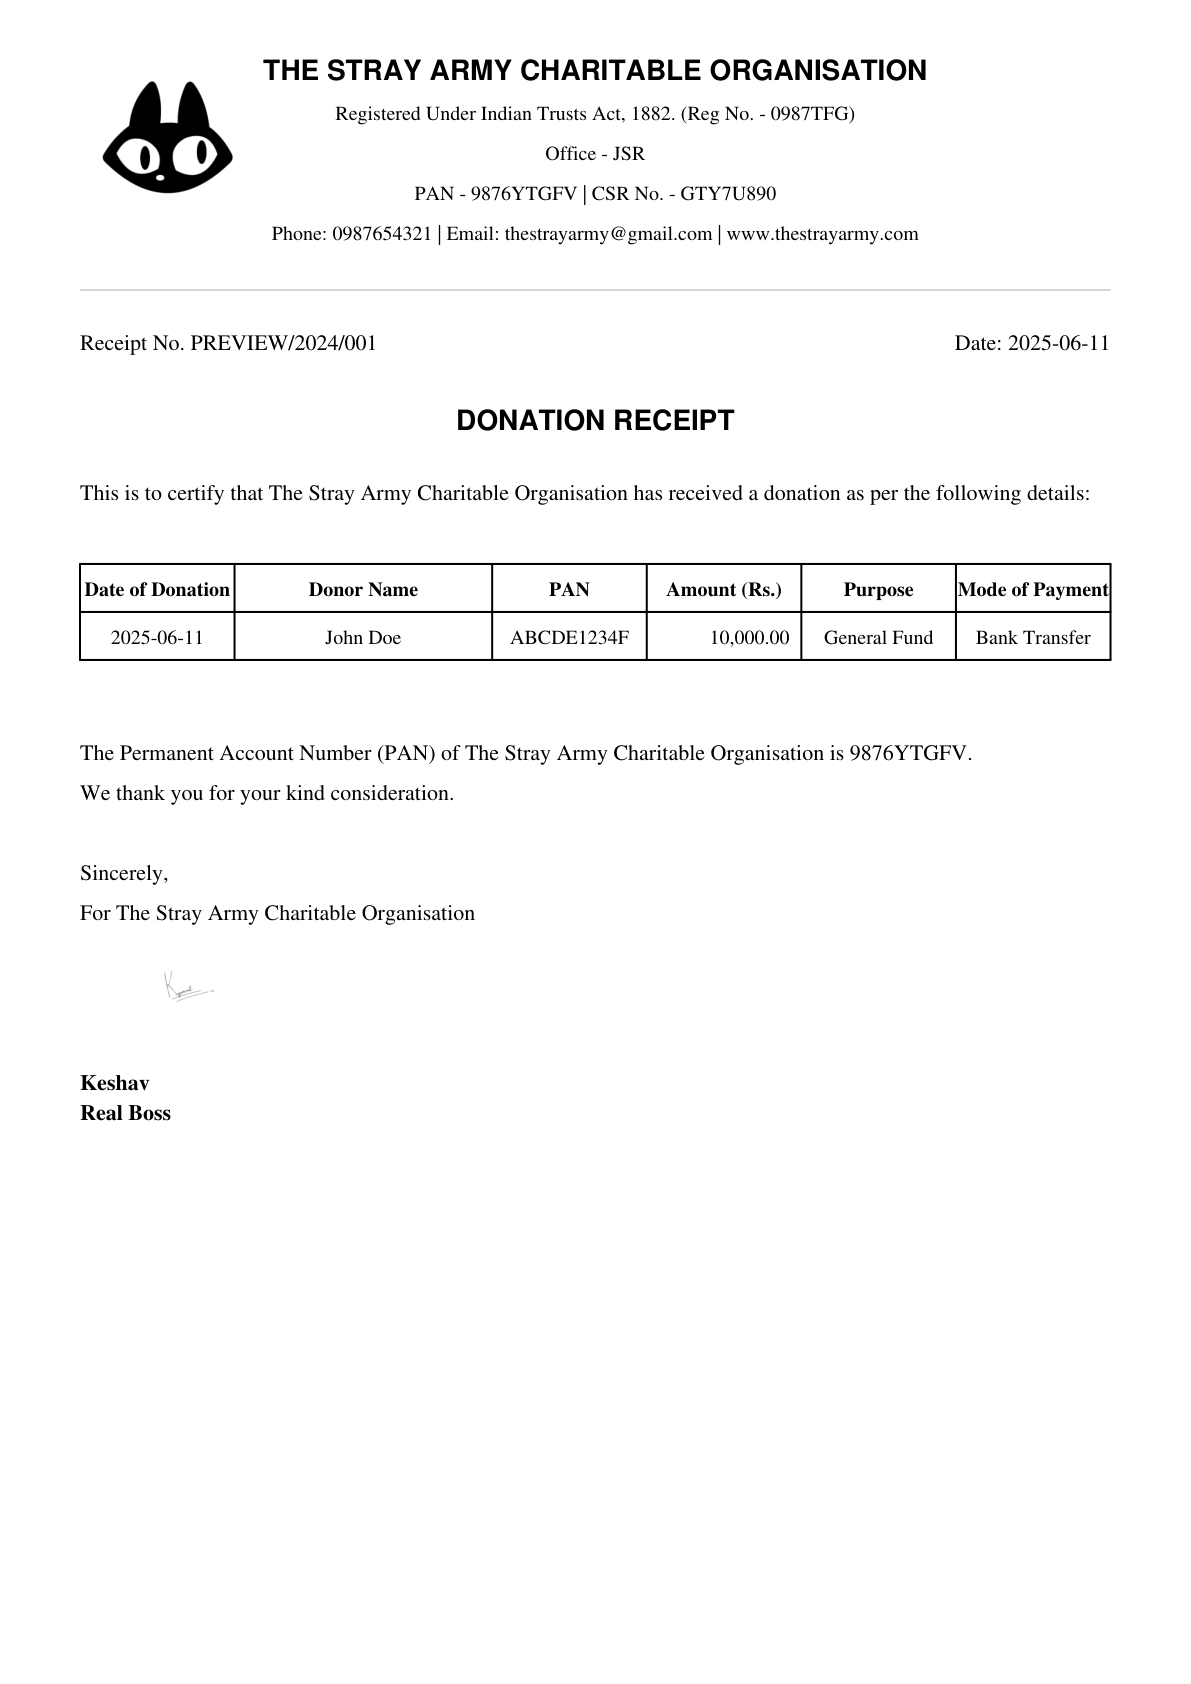 THE STRAY ARMY CHARITABLE ORGANISATION
Registered Under Indian Trusts Act, 1882. (Reg No. - 0987TFG)
Office - JSR
PAN - 9876YTGFV | CSR No. - GTY7U890
Phone: 0987654321 | Email: thestrayarmy@gmail.com | www.thestrayarmy.com
Receipt No. PREVIEW/2024/001 Date: 2025-06-11
DONATION RECEIPT
This is to certify that The Stray Army Charitable Organisation has received a donation as per the following details:
Date of Donation Donor Name PAN Amount (Rs.) Purpose Mode of Payment
2025-06-11 John Doe ABCDE1234F 10,000.00 General Fund Bank Transfer
The Permanent Account Number (PAN) of The Stray Army Charitable Organisation is 9876YTGFV.
We thank you for your kind consideration.
Sincerely,
For The Stray Army Charitable Organisation
Keshav
Real Boss